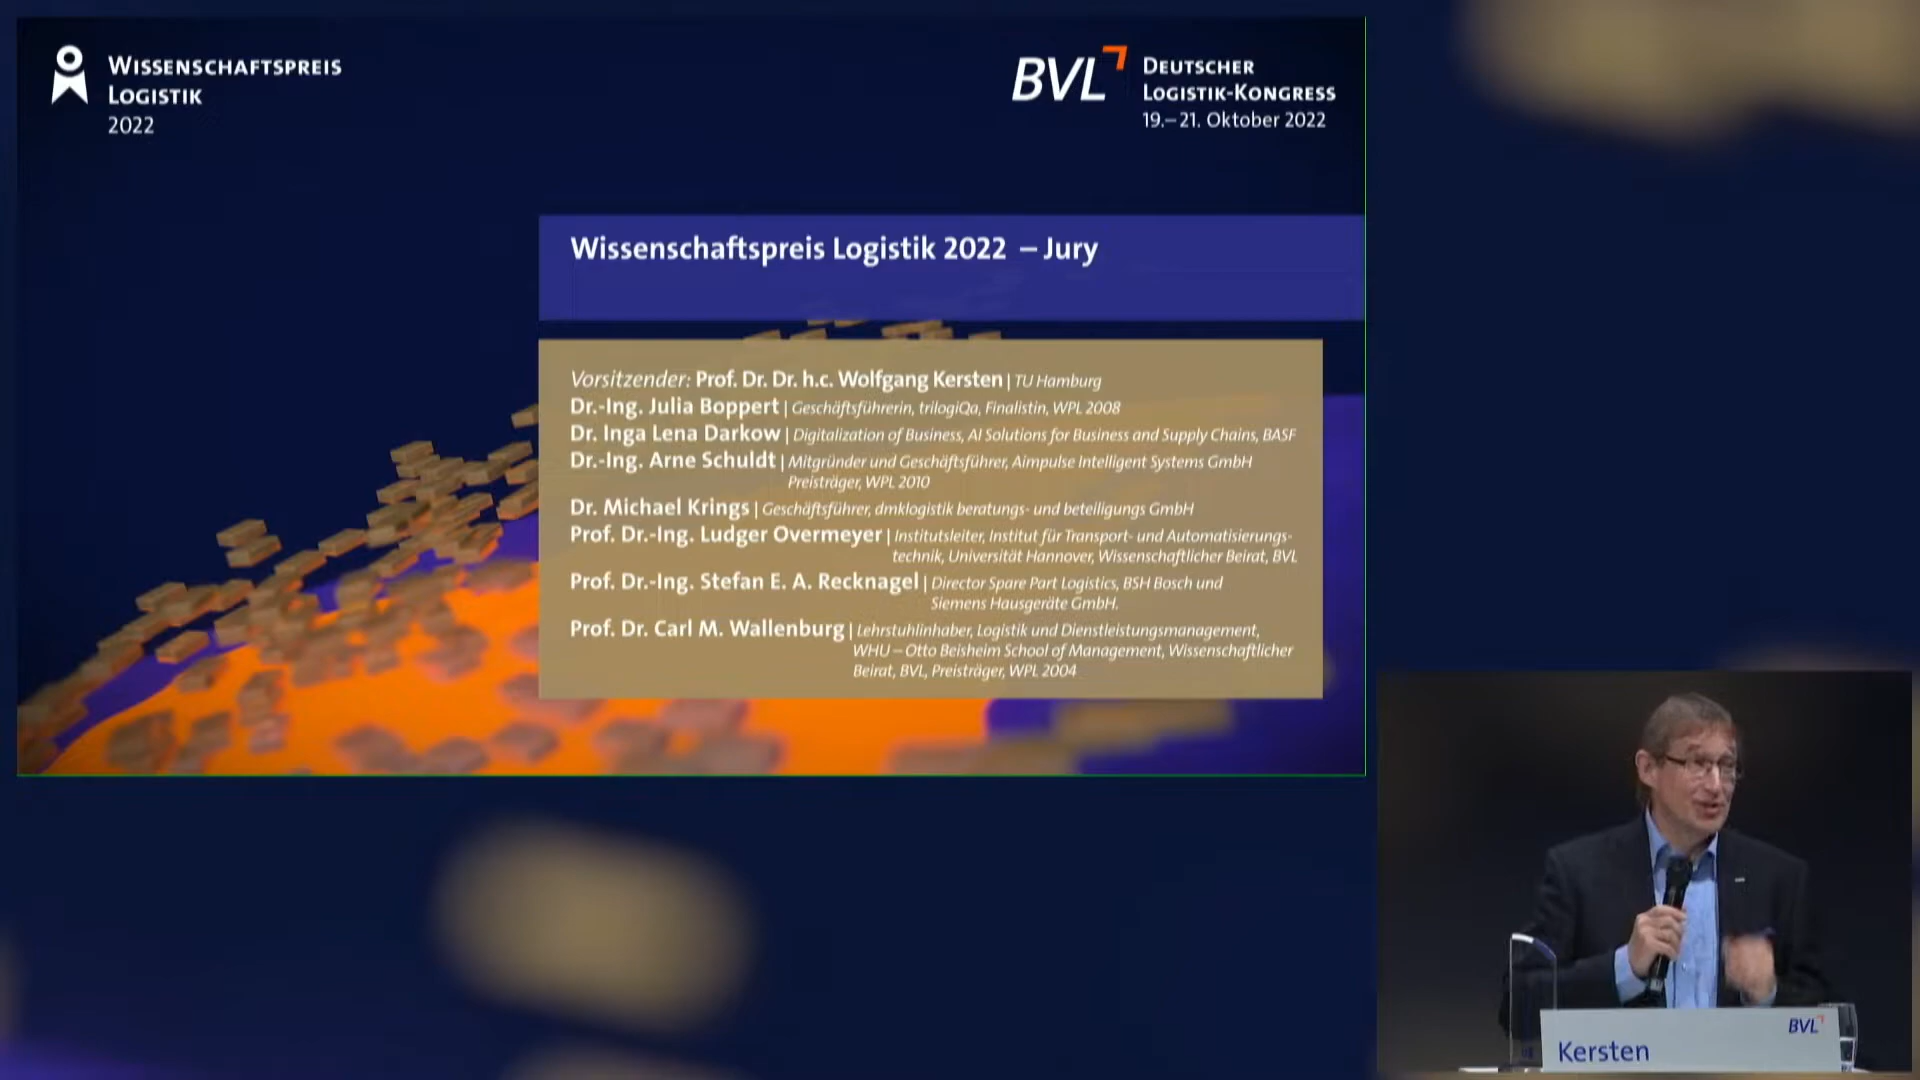 WISSENSCHAFTSPREIS
LOGISTIK
2022
BVL
DEUTSCHER
LOGISTIK-KONGRESS
19.–21. Oktober 2022
Wissenschaftspreis Logistik 2022 – Jury
Vorsitzender: Prof. Dr. Dr. h.c. Wolfgang Kersten | TU Hamburg
Dr.-Ing. Julia Boppert | Geschäftsführerin, trilogiQa, Finalistin, WPL 2008
Dr. Inga Lena Darkow | Digitalization of Business, AI Solutions for Business and Supply Chains, BASF
Dr.-Ing. Arne Schuldt | Mitgründer und Geschäftsführer, Aimpulse Intelligent Systems GmbH
Preisträger, WPL 2010
Dr. Michael Krings | Geschäftsführer, dmklogistik beratungs- und beteiligungs GmbH
Prof. Dr.-Ing. Ludger Overmeyer | Institutsleiter, Institut für Transport- und Automatisierungs-
technik, Universität Hannover, Wissenschaftlicher Beirat, BVL
Prof. Dr.-Ing. Stefan E. A. Recknagel | Director Spare Part Logistics, BSH Bosch und
Siemens Hausgeräte GmbH.
Prof. Dr. Carl M. Wallenburg | Lehrstuhlinhaber, Logistik und Dienstleistungsmanagement,
WHU – Otto Beisheim School of Management, Wissenschaftlicher
Beirat, BVL, Preisträger, WPL 2004
BVL
Kersten